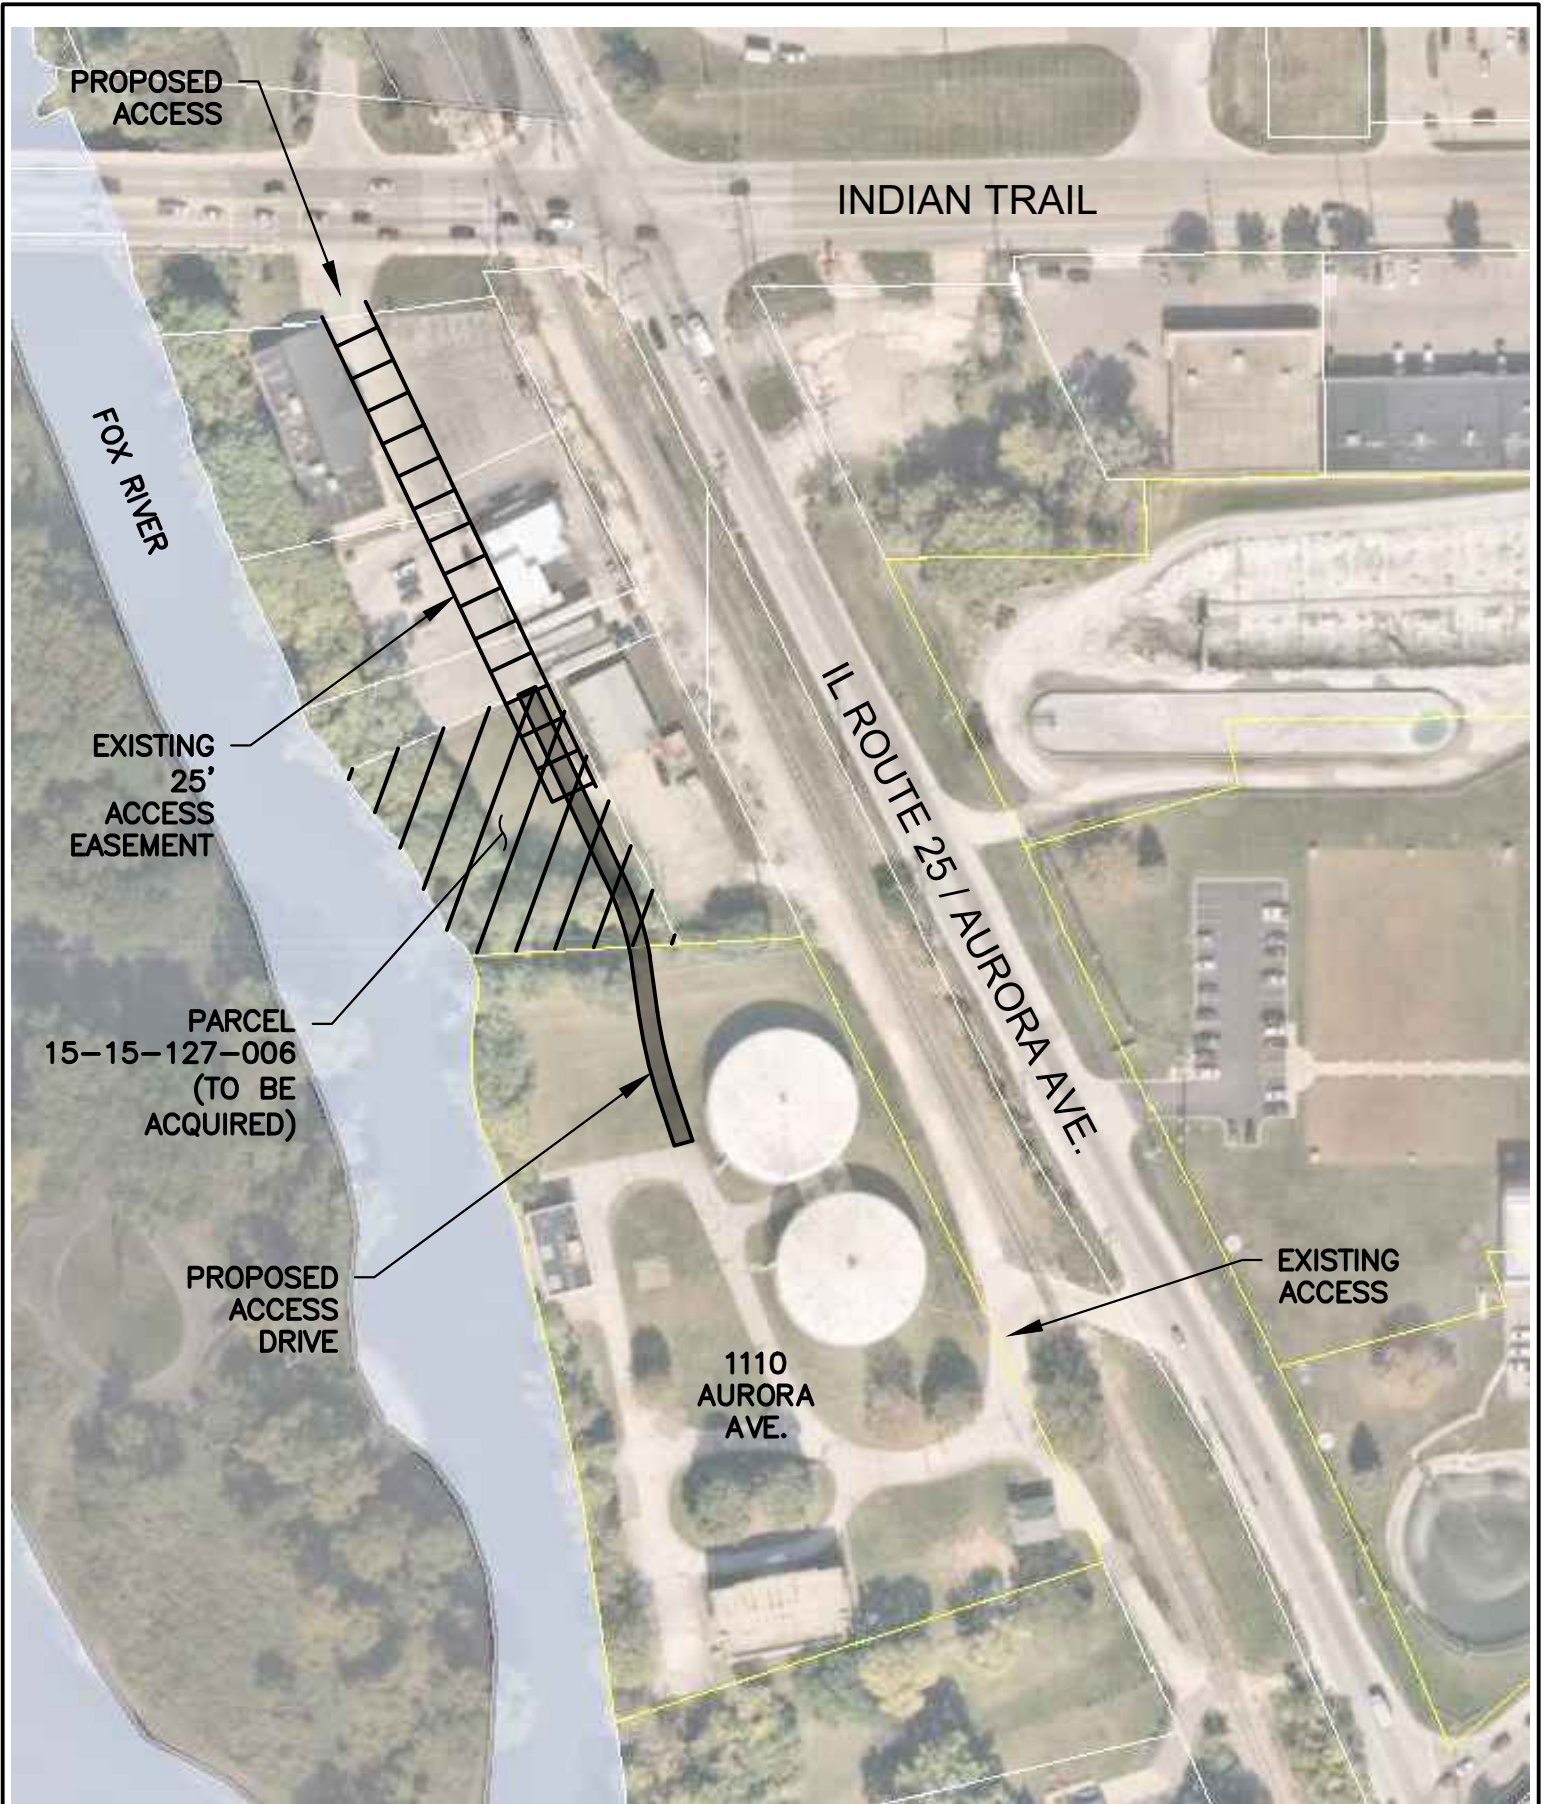 PROPOSED
ACCESS
INDIAN TRAIL
FOX RIVER
EXISTING
25'
ACCESS
EASEMENT
IL ROUTE 25 / AURORA AVE.
PARCEL
15-15-127-006
(TO BE
ACQUIRED)
PROPOSED
ACCESS
DRIVE
EXISTING
ACCESS
1110
AURORA
AVE.